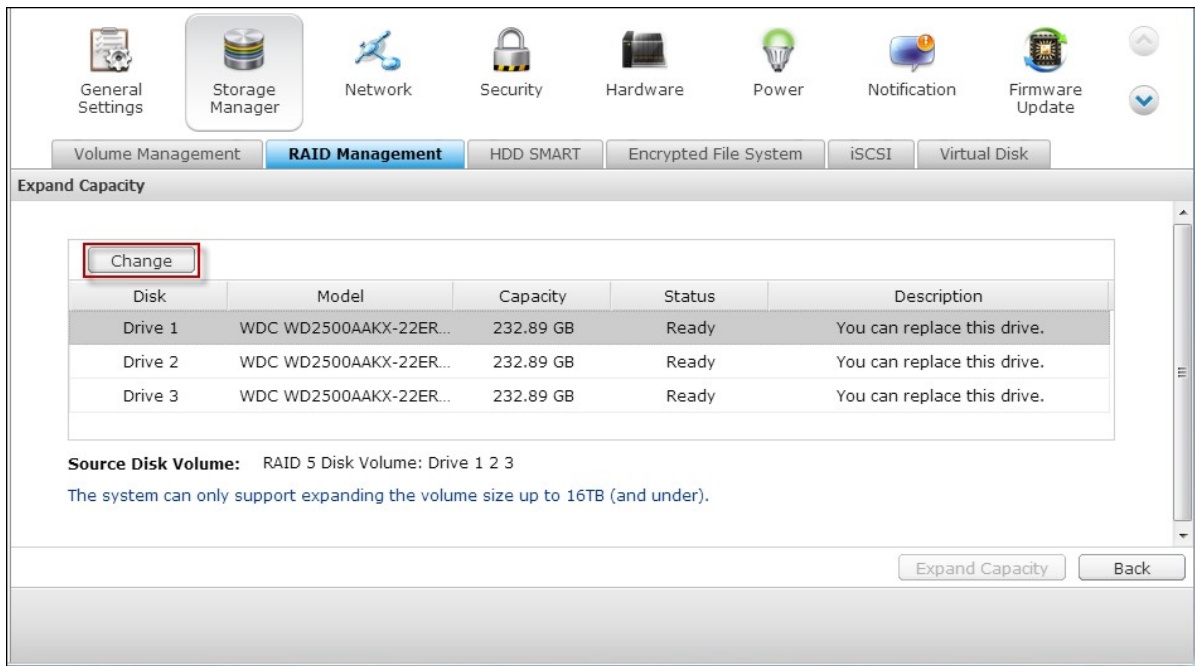 General Settings
Storage Manager
Network
Security
Hardware
Power
Notification
Firmware Update
Volume Management RAID Management HDD SMART Encrypted File System iSCSI Virtual Disk
Expand Capacity
Change
Disk Model Capacity Status Description
Drive 1 WDC WD2500AAKX-22ER... 232.89 GB Ready You can replace this drive.
Drive 2 WDC WD2500AAKX-22ER... 232.89 GB Ready You can replace this drive.
Drive 3 WDC WD2500AAKX-22ER... 232.89 GB Ready You can replace this drive.
Source Disk Volume: RAID 5 Disk Volume: Drive 1 2 3
The system can only support expanding the volume size up to 16TB (and under).
Expand Capacity Back